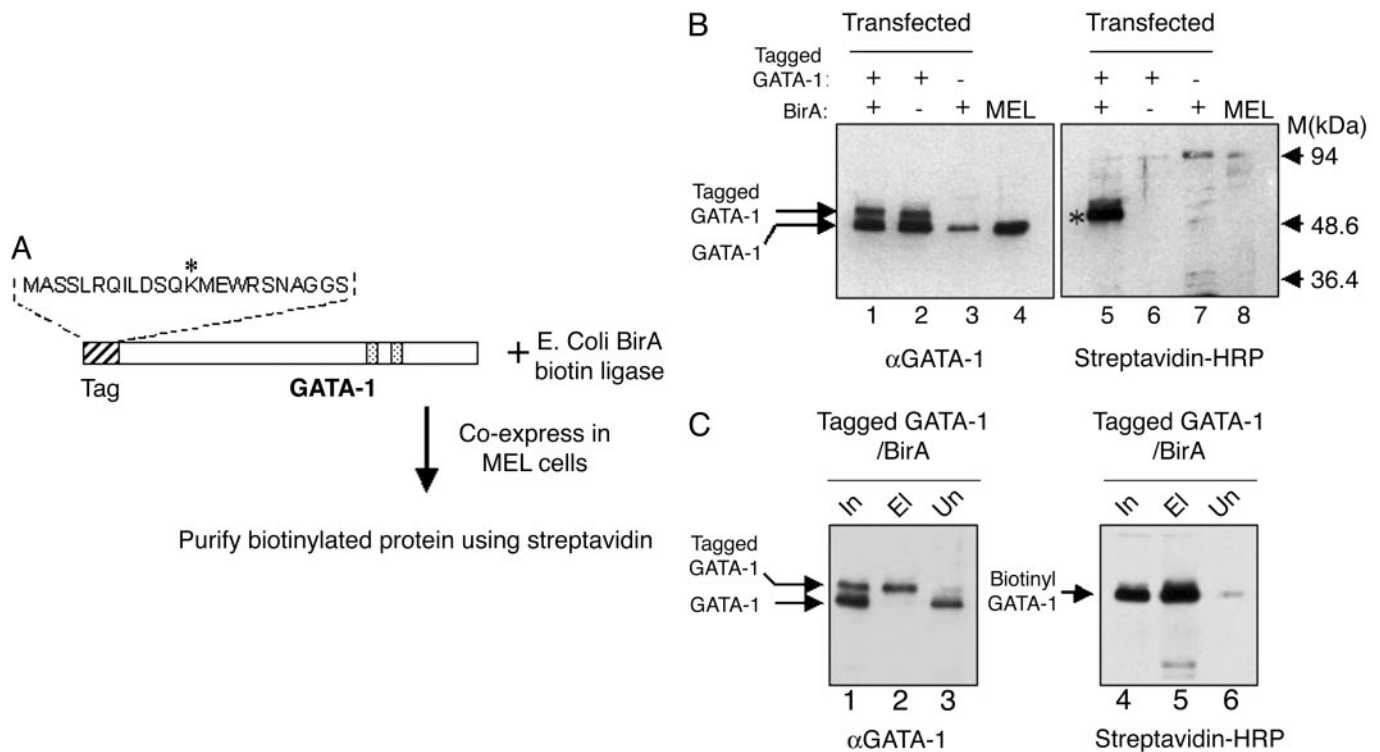 A
*
MASSLRQILDSQKMEWRSNAGGS
Tag
GATA-1
+ E. Coli BirA
biotin ligase
Co-express in
MEL cells
Purify biotinylated protein using streptavidin
B
Transfected
Transfected
Tagged
GATA-1: + + - + + -
BirA: + - + MEL + - + MEL
M(kDa)
94
48.6
36.4
Tagged
GATA-1
GATA-1
*
1 2 3 4 5 6 7 8
αGATA-1
Streptavidin-HRP
C
Tagged GATA-1
/BirA
Tagged GATA-1
/BirA
In El Un
In El Un
Tagged
GATA-1
GATA-1
Biotinyl
GATA-1
1 2 3
4 5 6
αGATA-1
Streptavidin-HRP